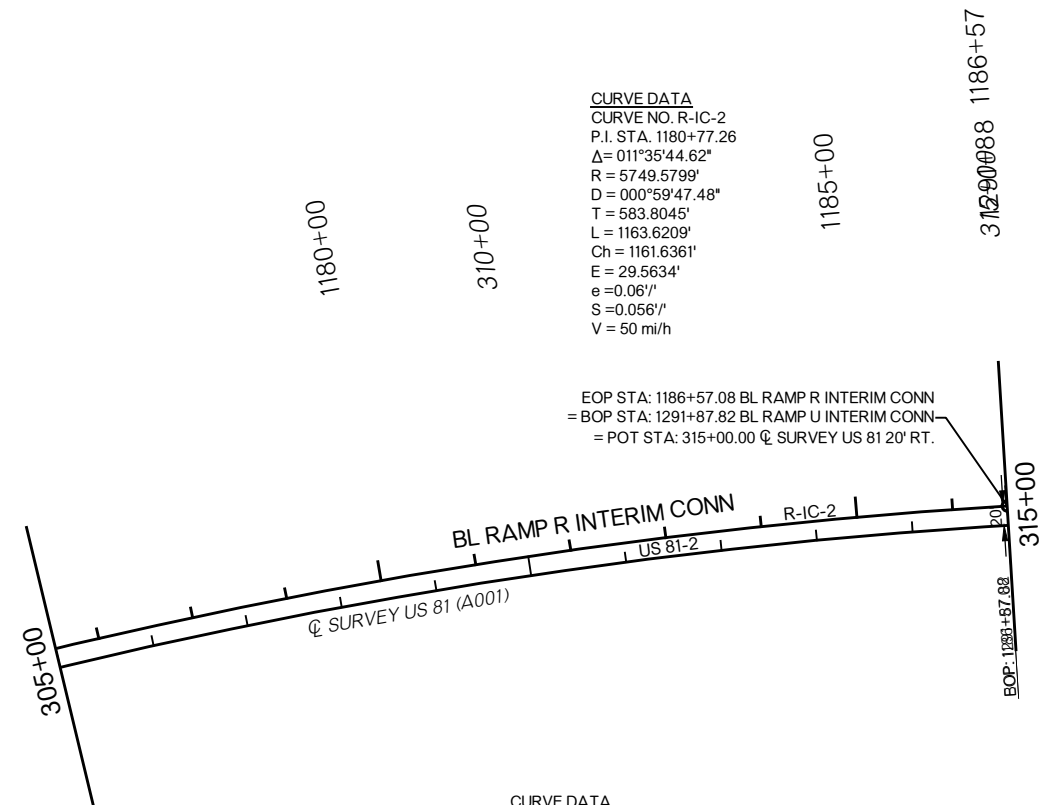 1186+57
1180+00
310+00
1185+00
CURVE DATA
CURVE NO. R-IC-2
P.I. STA. 1180+77.26
Δ= 011°35'44.62"
R = 5749.5799'
D = 000°59'47.48"
T = 583.8045'
L = 1163.6209'
Ch = 1161.6361'
E = 29.5634'
e =0.06'/'
S =0.056'/'
V = 50 mi/h
EOP STA: 1186+57.08 BL RAMP R INTERIM CONN
= BOP STA: 1291+87.82 BL RAMP U INTERIM CONN
= POT STA: 315+00.00 ℄ SURVEY US 81 20' RT.
BL RAMP R INTERIM CONN
R-IC-2
US 81-2
℄ SURVEY US 81 (A001)
305+00
315+00
20'
BOP:
CURVE DATA